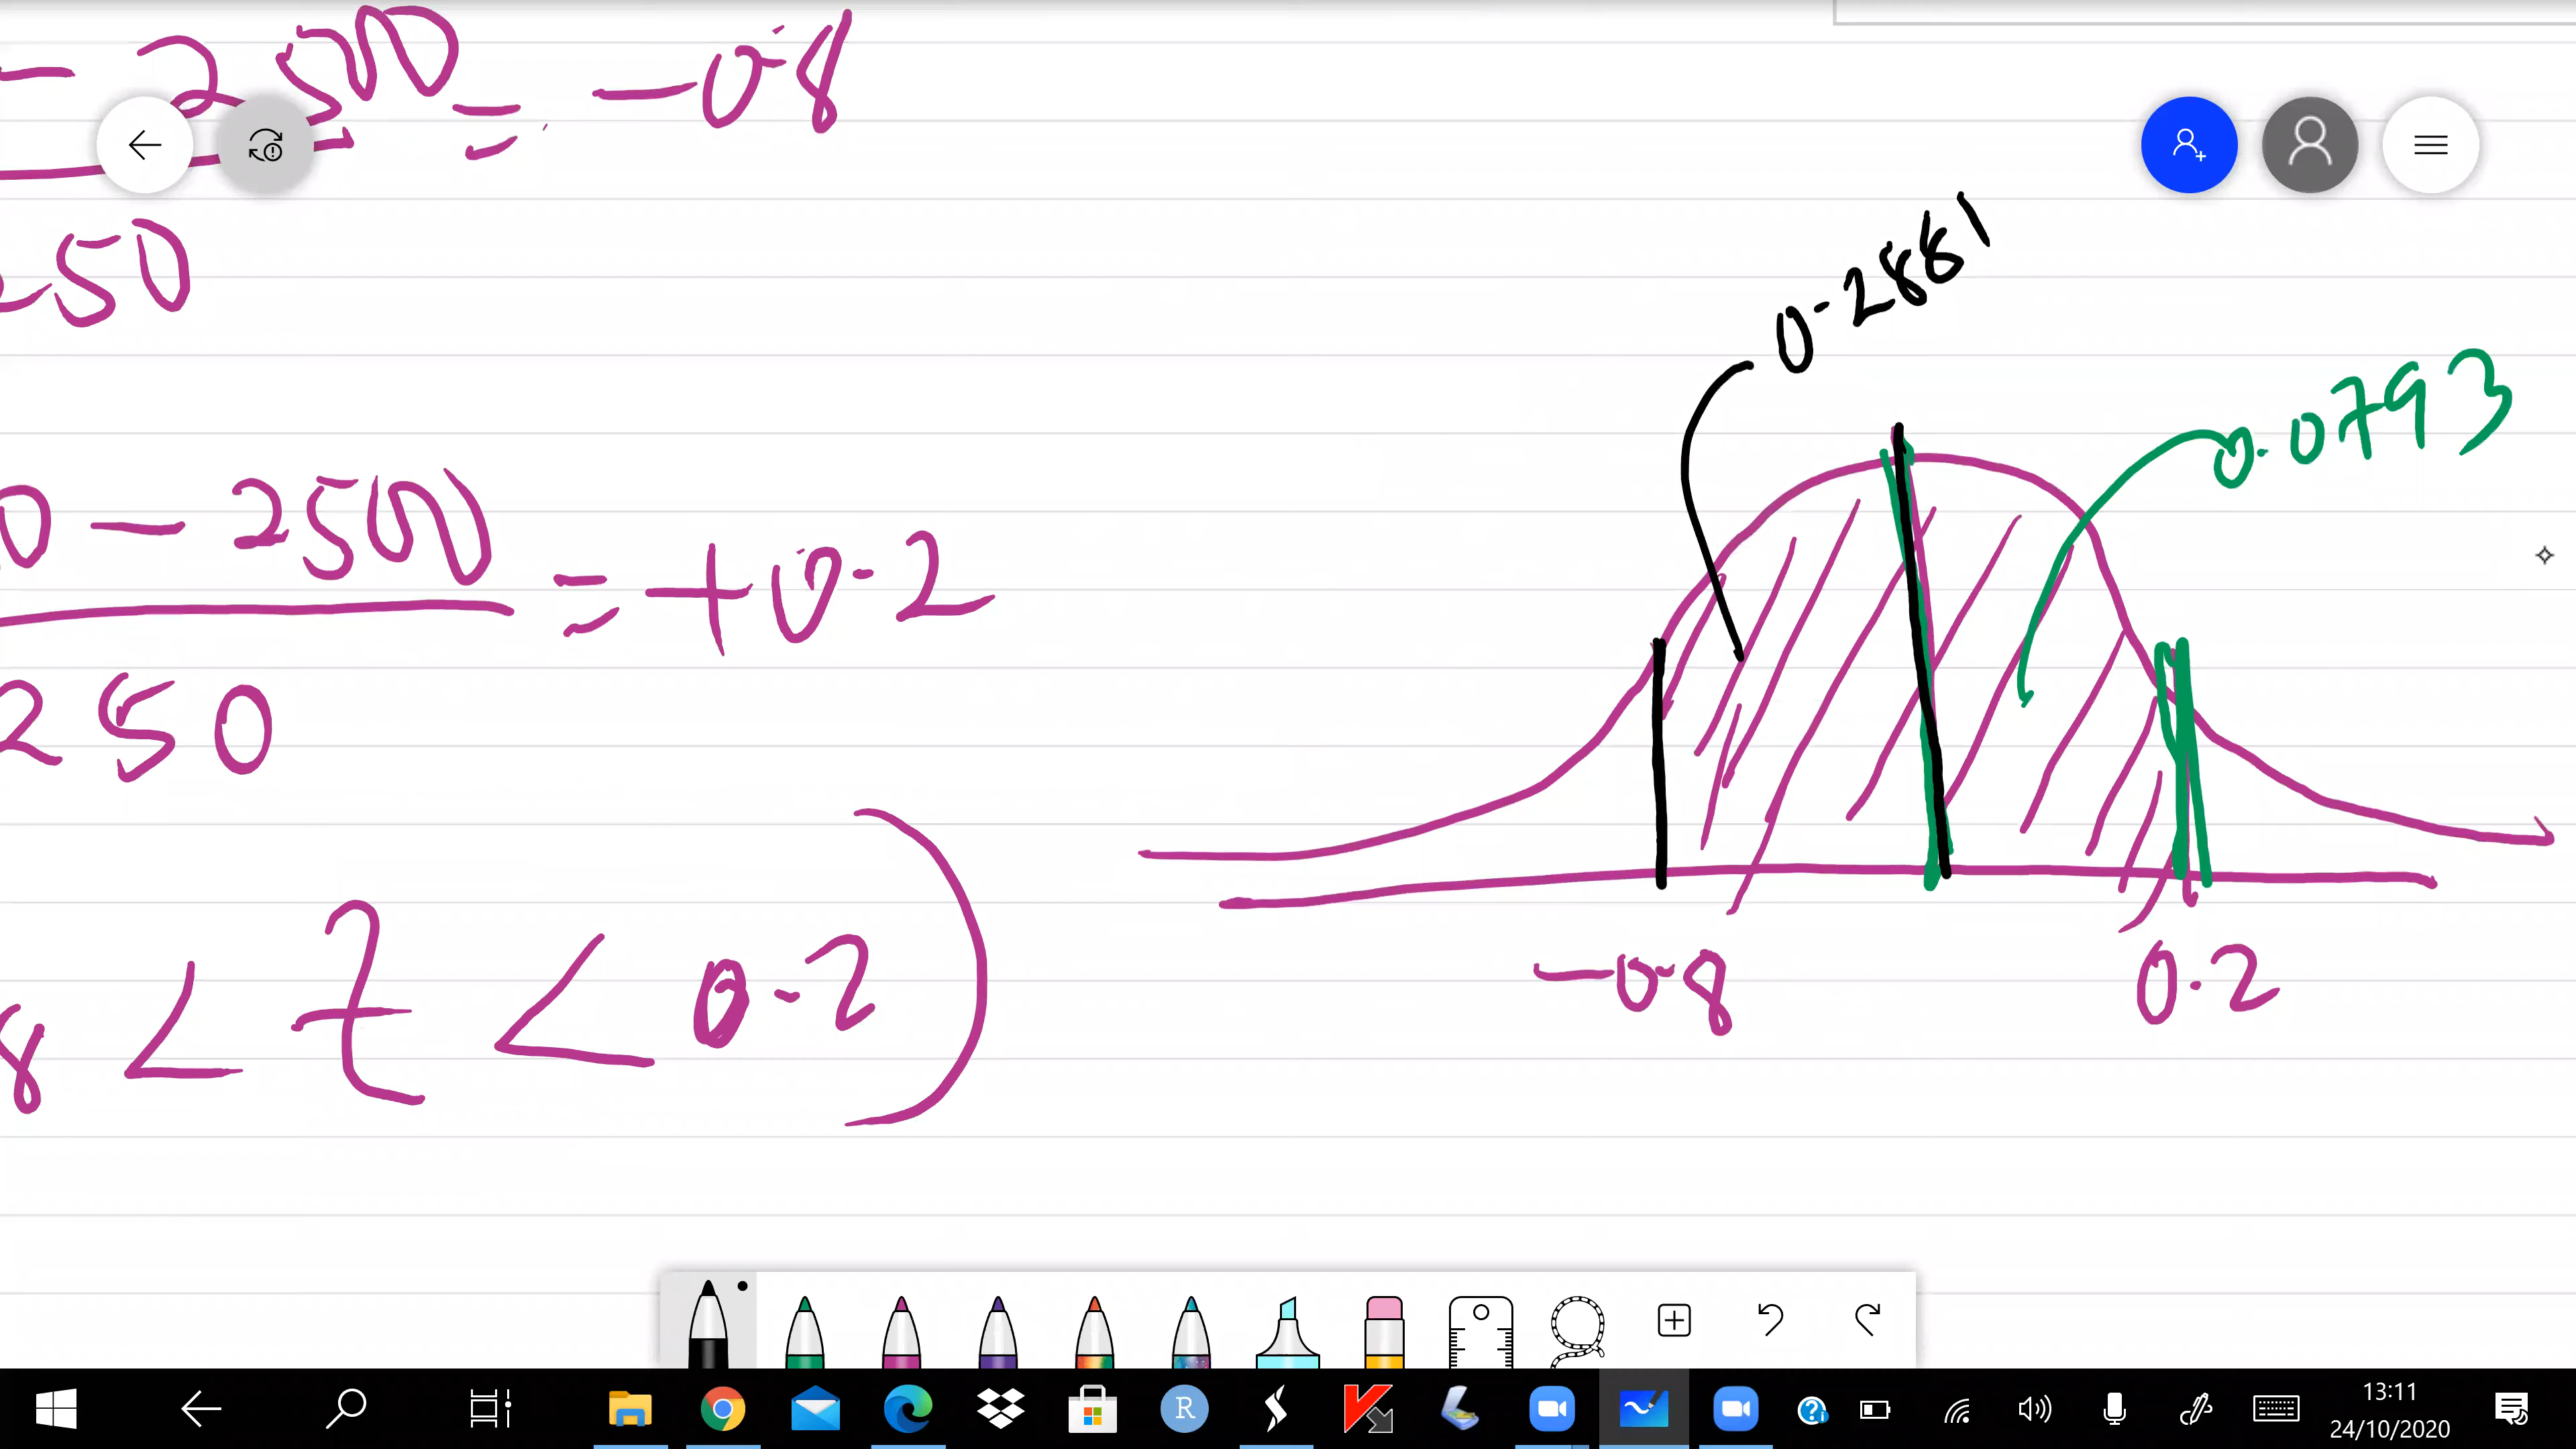 - 2500 = -0.8
250
0 - 2500 = +0.2
250
8 < z < 0.2)
0.2881
0.0793
-0.8
0.2
R
13:11
24/10/2020